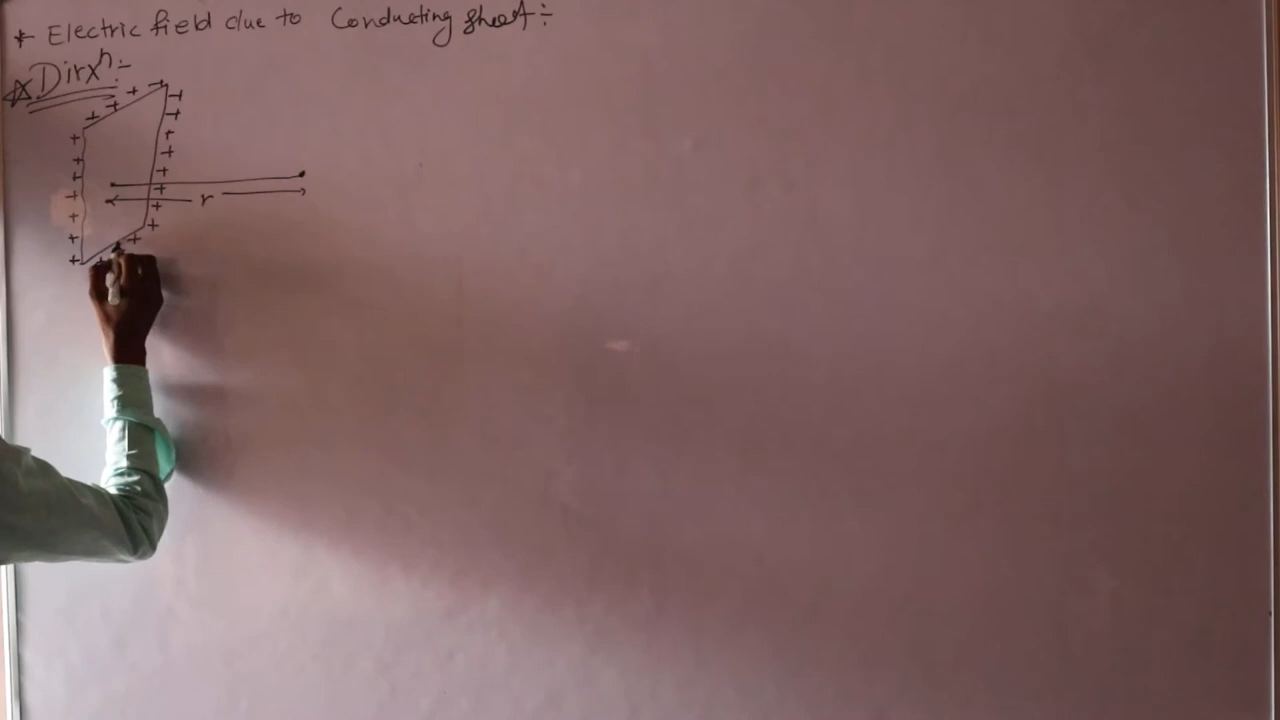 * Electric field due to Conducting sheet :-
☆ Dirxⁿ:-
r